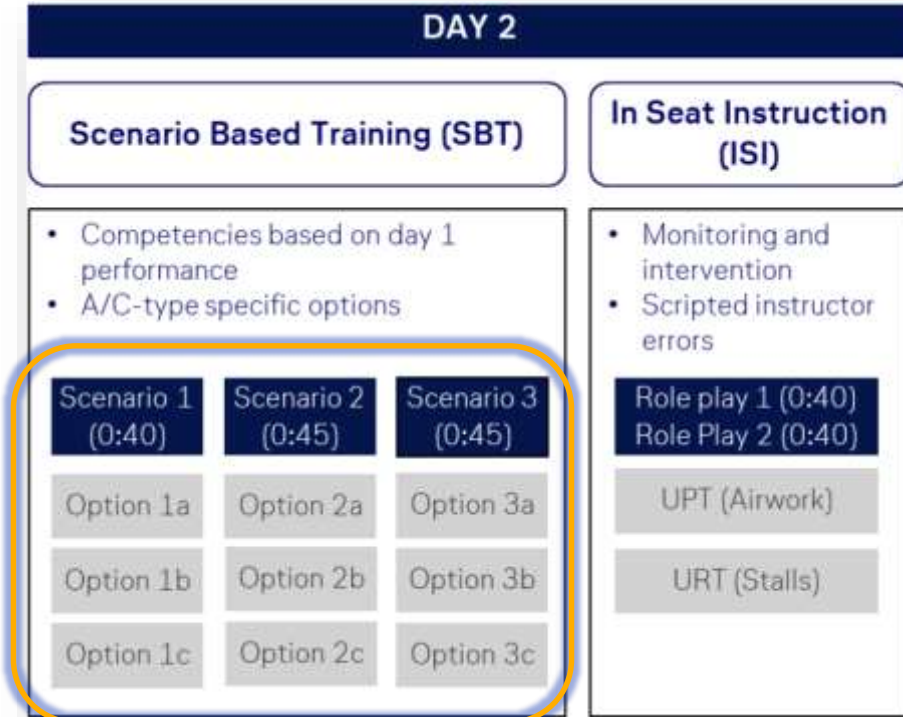 DAY 2
Scenario Based Training (SBT)
• Competencies based on day 1
performance
• A/C-type specific options
Scenario 1
(0:40)
Scenario 2
(0:45)
Scenario 3
(0:45)
Option 1a
Option 2a
Option 3a
Option 1b
Option 2b
Option 3b
Option 1c
Option 2c
Option 3c
In Seat Instruction
(ISI)
• Monitoring and
intervention
• Scripted instructor
errors
Role play 1 (0:40)
Role Play 2 (0:40)
UPT (Airwork)
URT (Stalls)